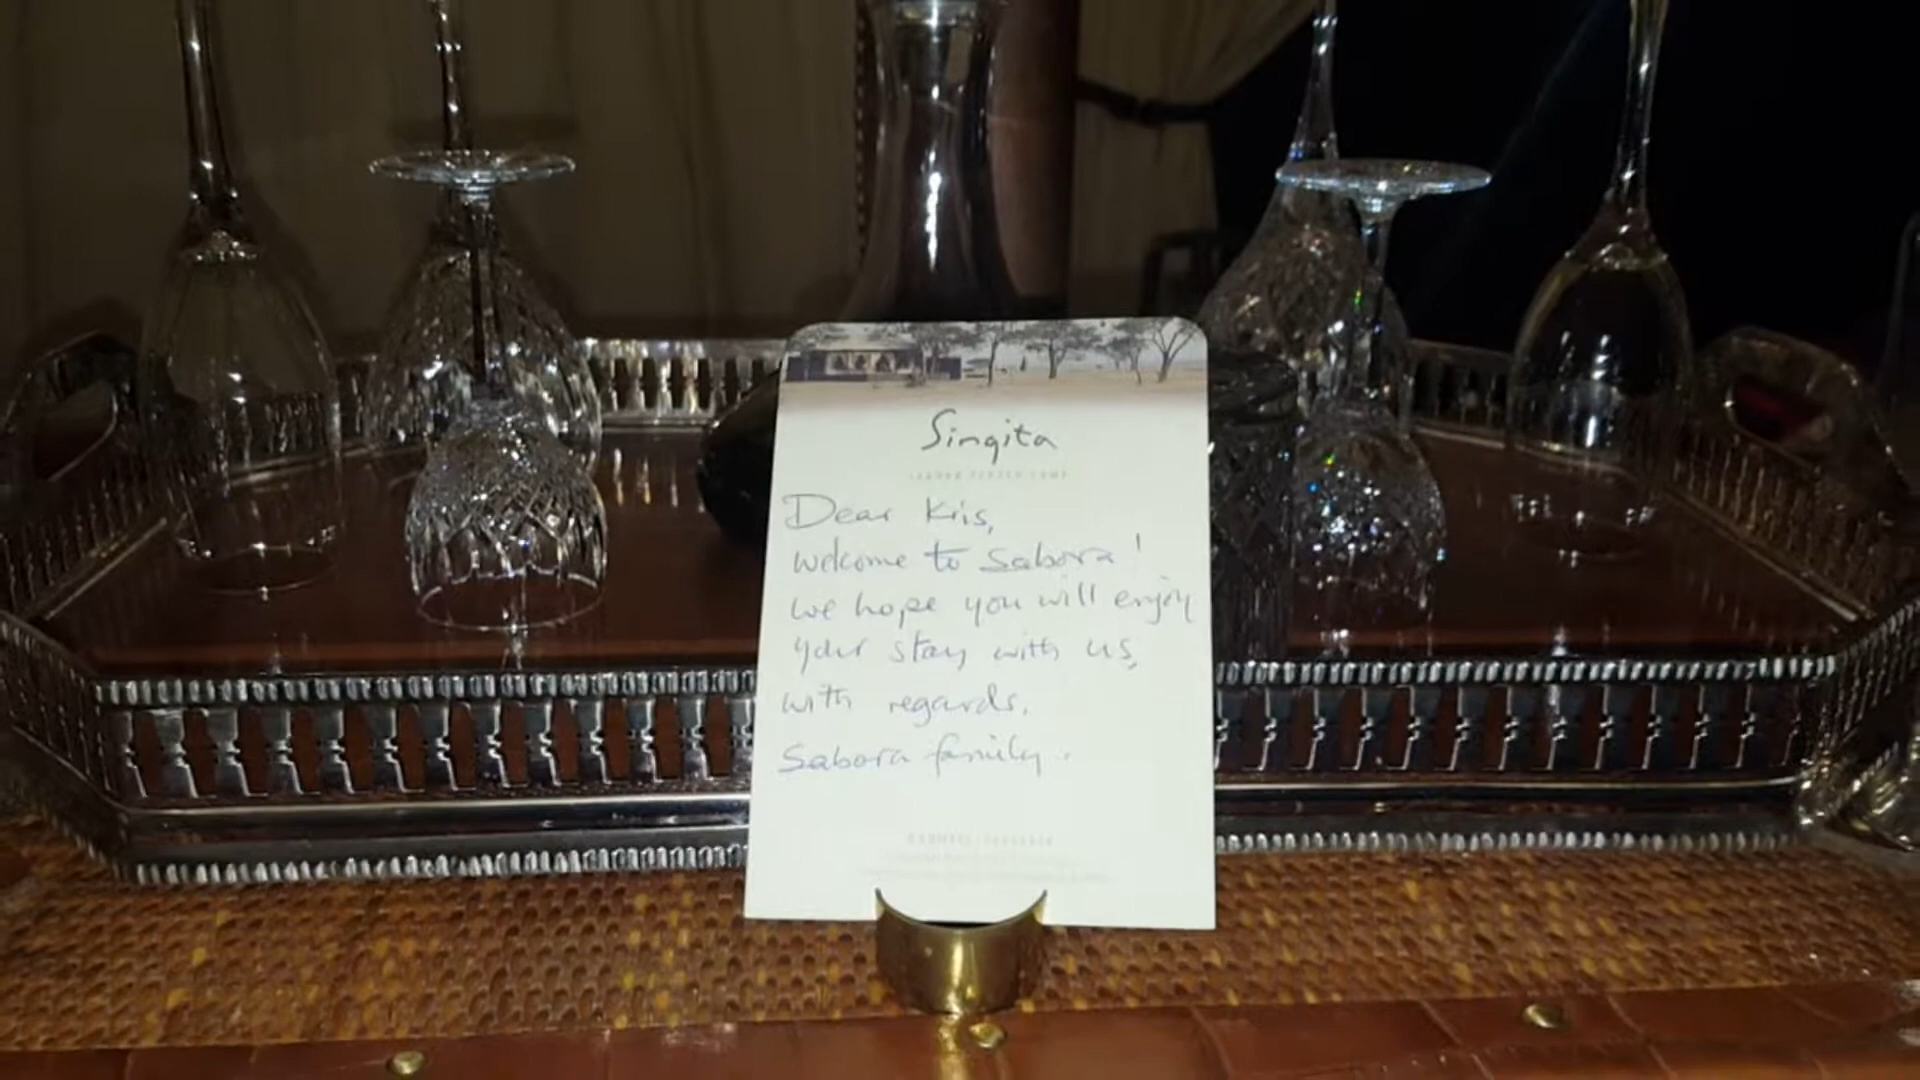 Singita
Dear Kris,
welcome to Sabora!
we hope you will enjoy
your stay with us,
with regards,
Sabora family.